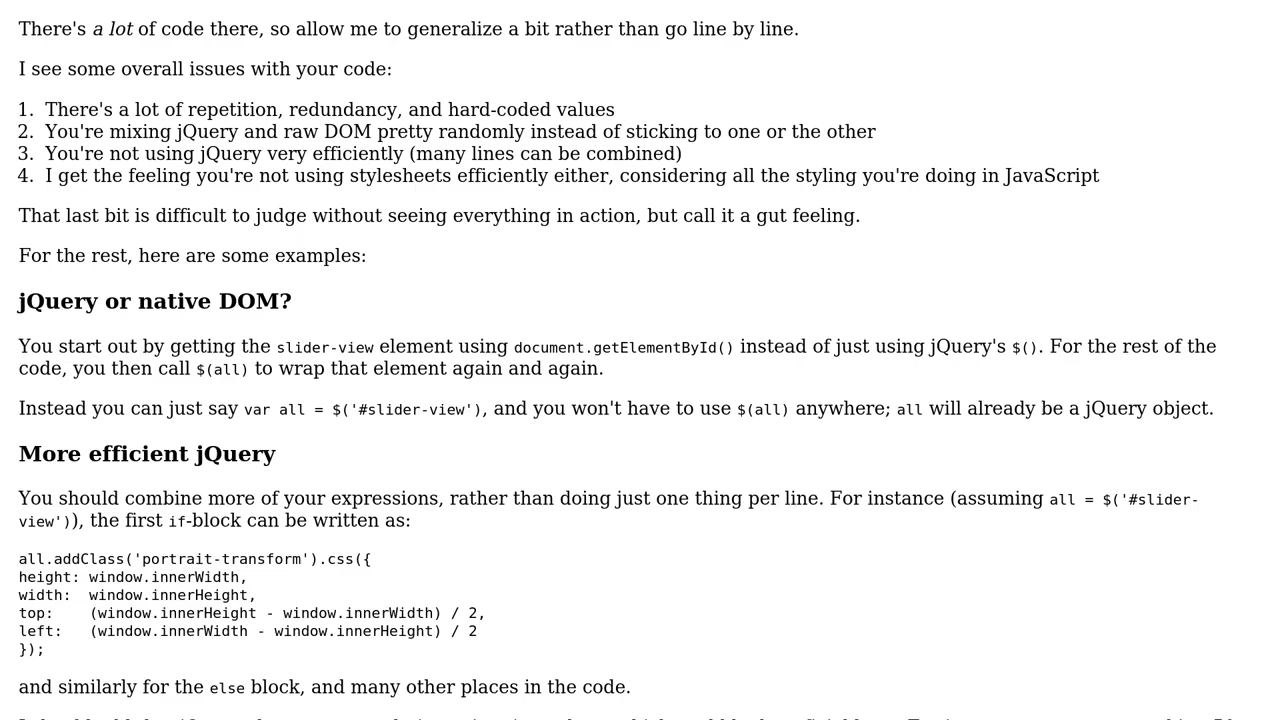 There's a lot of code there, so allow me to generalize a bit rather than go line by line.
I see some overall issues with your code:
1. There's a lot of repetition, redundancy, and hard-coded values
2. You're mixing jQuery and raw DOM pretty randomly instead of sticking to one or the other
3. You're not using jQuery very efficiently (many lines can be combined)
4. I get the feeling you're not using stylesheets efficiently either, considering all the styling you're doing in JavaScript
That last bit is difficult to judge without seeing everything in action, but call it a gut feeling.
For the rest, here are some examples:
jQuery or native DOM?
You start out by getting the slider-view element using document.getElementById() instead of just using jQuery's $(). For the rest of the
code, you then call $(all) to wrap that element again and again.
Instead you can just say var all = $('#slider-view'), and you won't have to use $(all) anywhere; all will already be a jQuery object.
More efficient jQuery
You should combine more of your expressions, rather than doing just one thing per line. For instance (assuming all = $('#slider-
view')), the first if-block can be written as:
all.addClass('portrait-transform').css({
height: window.innerWidth,
width:  window.innerHeight,
top:    (window.innerHeight - window.innerWidth) / 2,
left:   (window.innerWidth - window.innerHeight) / 2
});
and similarly for the else block, and many other places in the code.